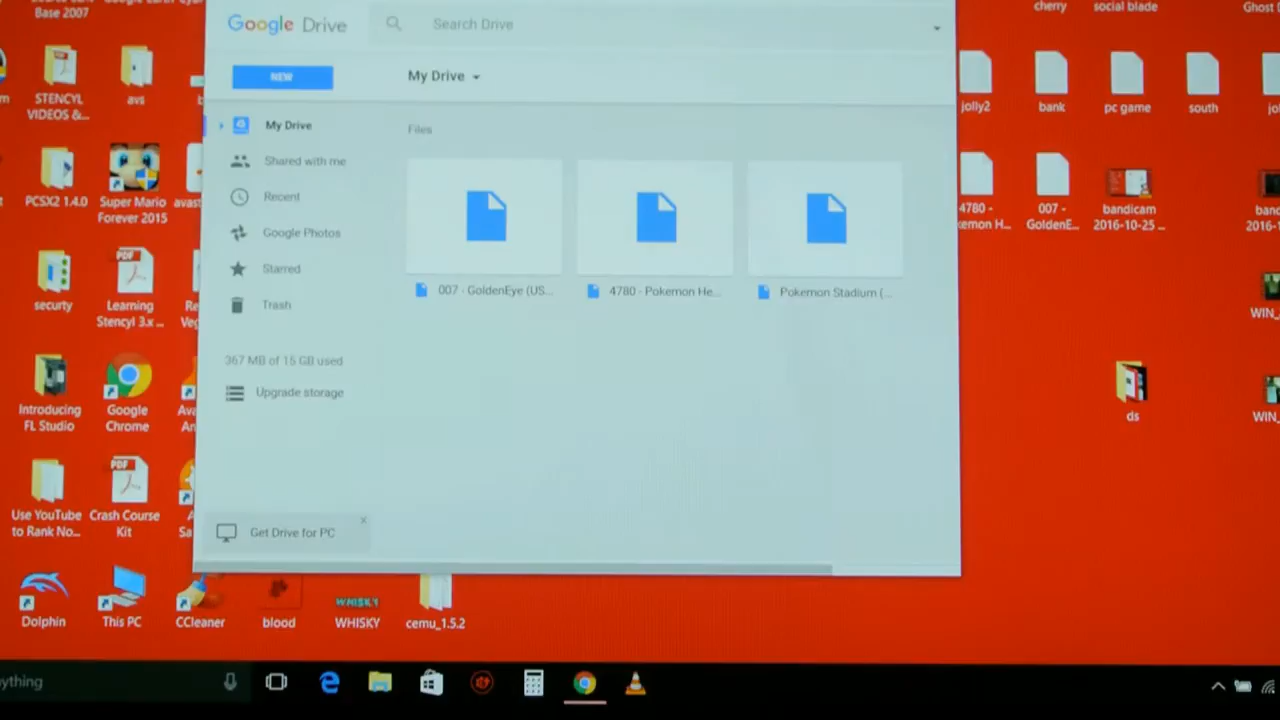 Base 2007
cherry
social blade
Google Drive
Search Drive
NEW
My Drive
My Drive
Shared with me
Recent
Google Photos
Starred
Trash
367 MB of 15 GB used
Upgrade storage
Get Drive for PC
Files
007 - GoldenEye (US...
4780 - Pokemon He...
Pokemon Stadium (...
STENCYL
VIDEOS &...
avs
PCSX2 1.4.0
Super Mario
Forever 2015
securty
PDF
Learning
Stencyl 3.x ...
Introducing
FL Studio
Google
Chrome
Use YouTube
to Rank No...
PDF
Crash Course
Kit
Dolphin
This PC
CCleaner
blood
WHISKY
WHISKY
cemu_1.5.2
jolly2
bank
pc game
south
4780 -
007 -
GoldenE...
bandicam
2016-10-25 ...
ds